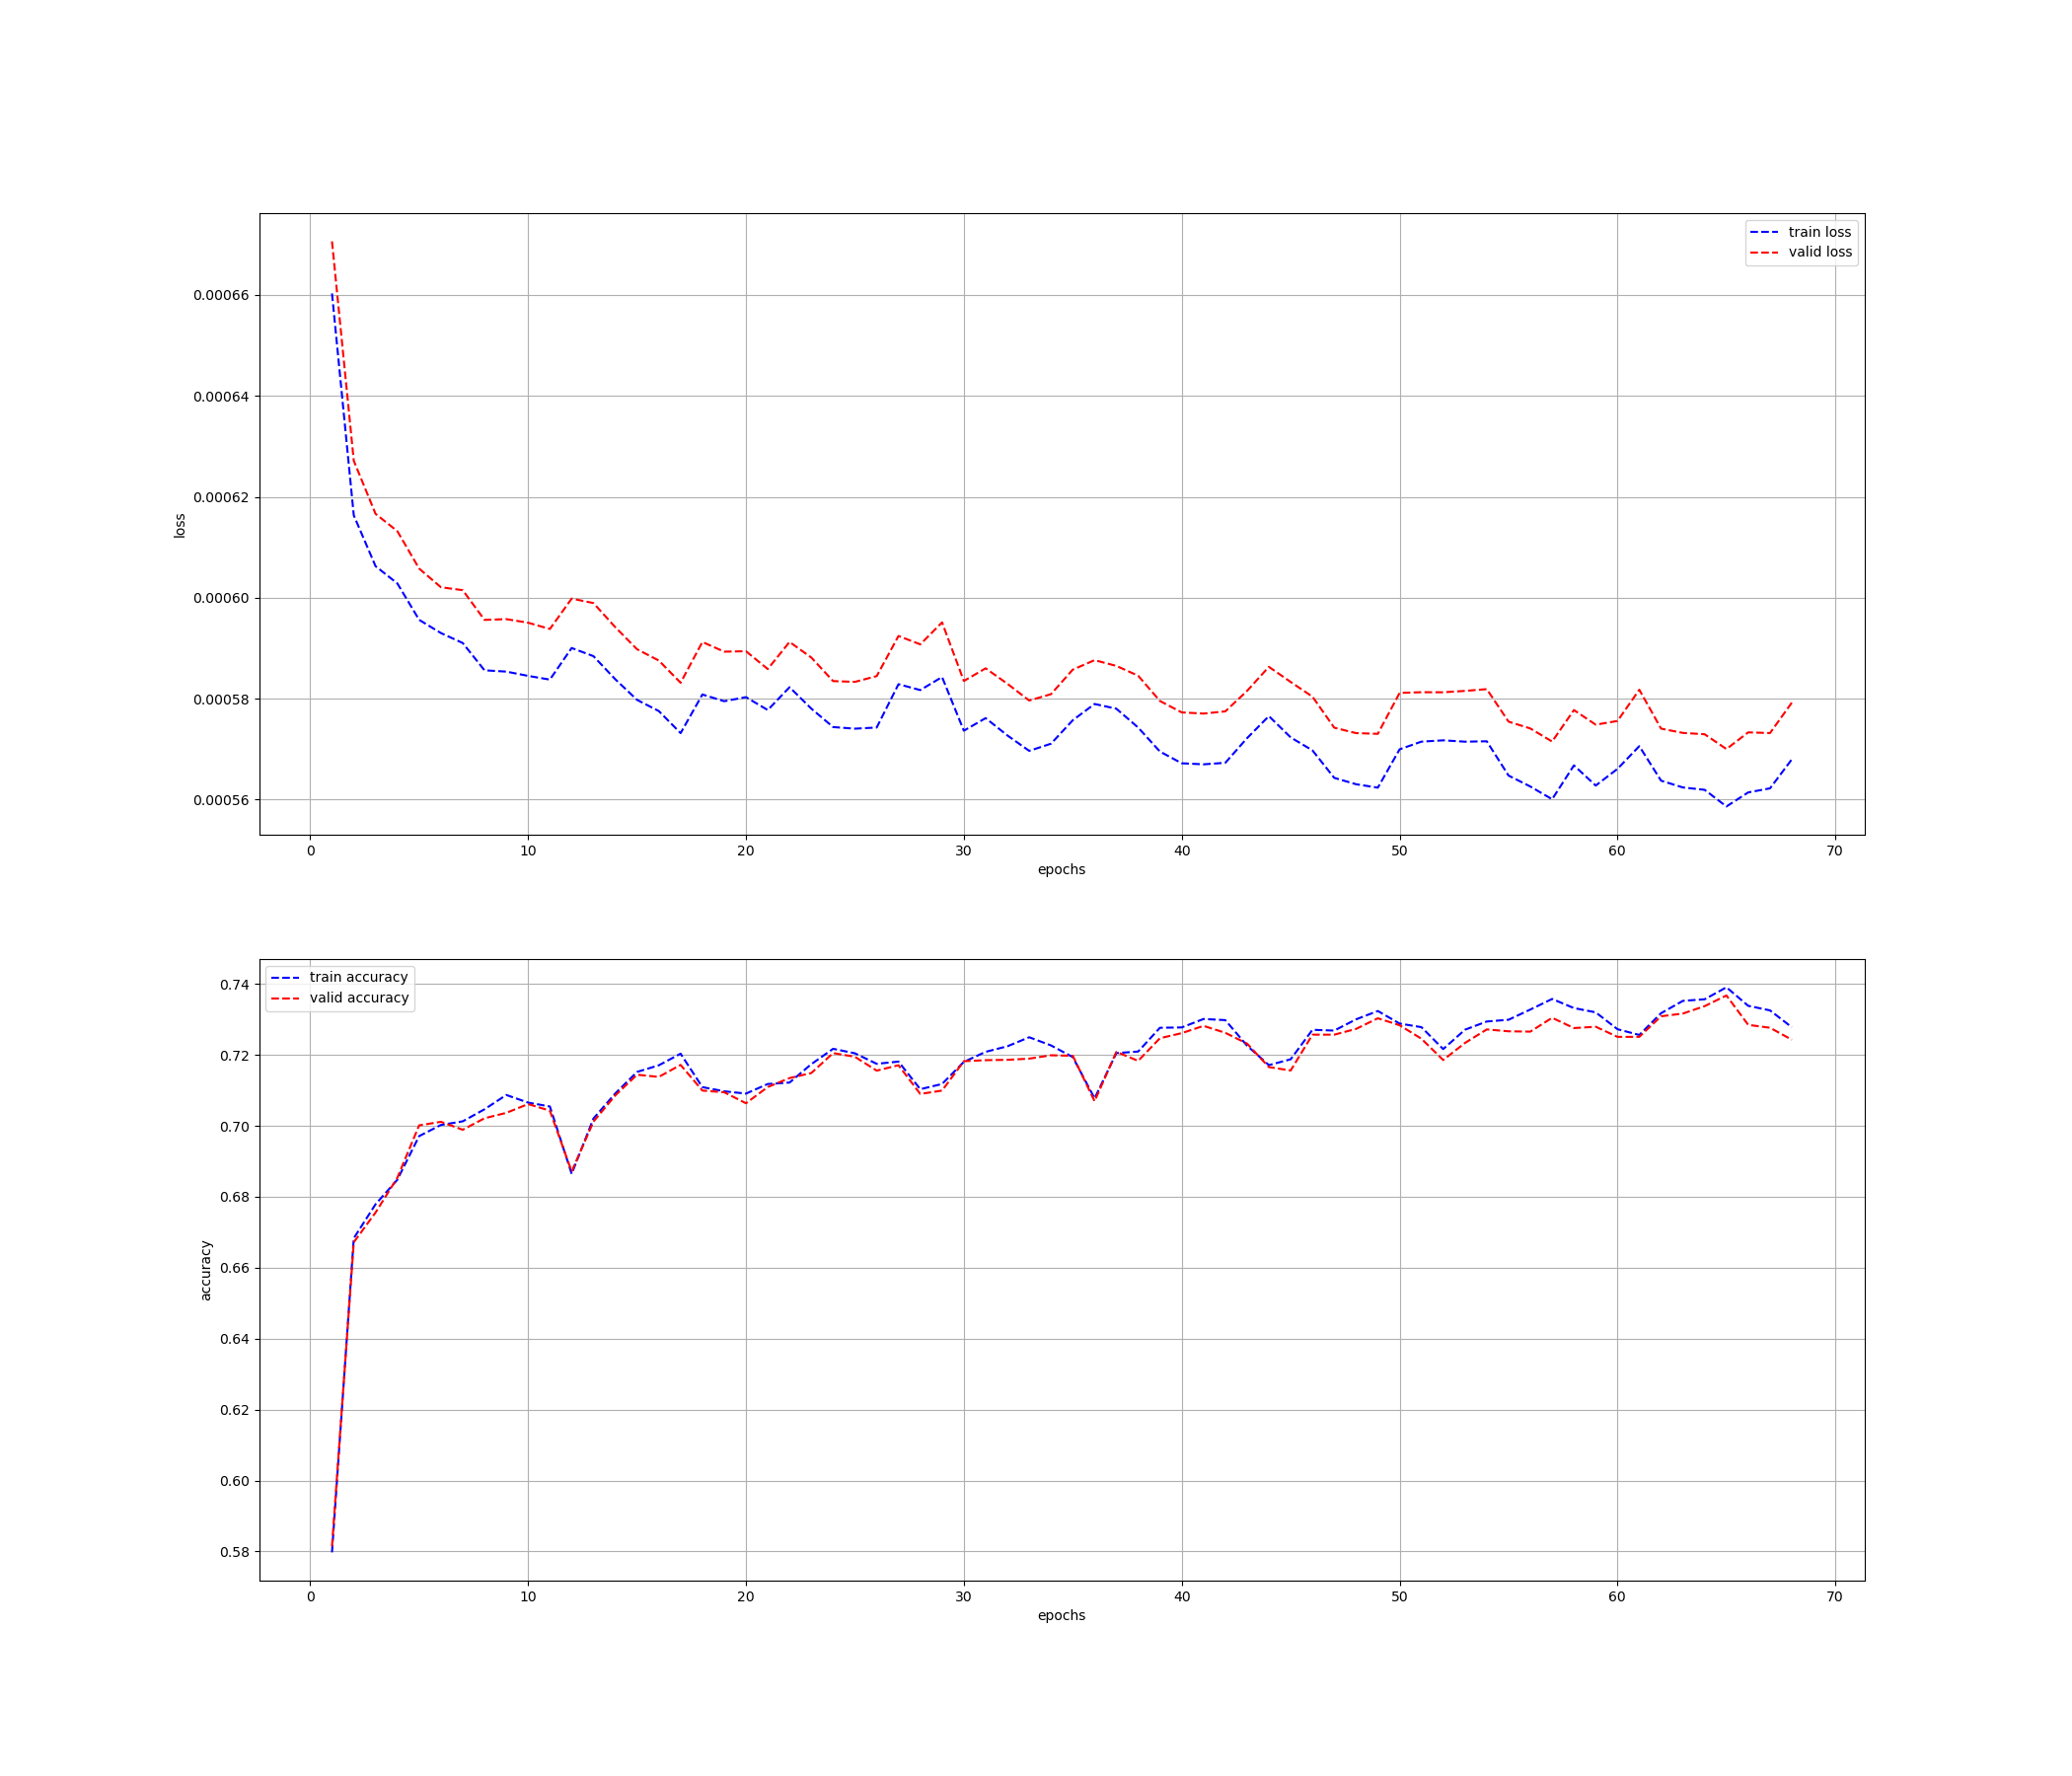 train loss
valid loss
0.00066
0.00064
0.00062
0.00060
0.00058
0.00056
loss
0 10 20 30 40 50 60 70
epochs
train accuracy
valid accuracy
0.74
0.72
0.70
0.68
0.66
0.64
0.62
0.60
0.58
accuracy
0 10 20 30 40 50 60 70
epochs